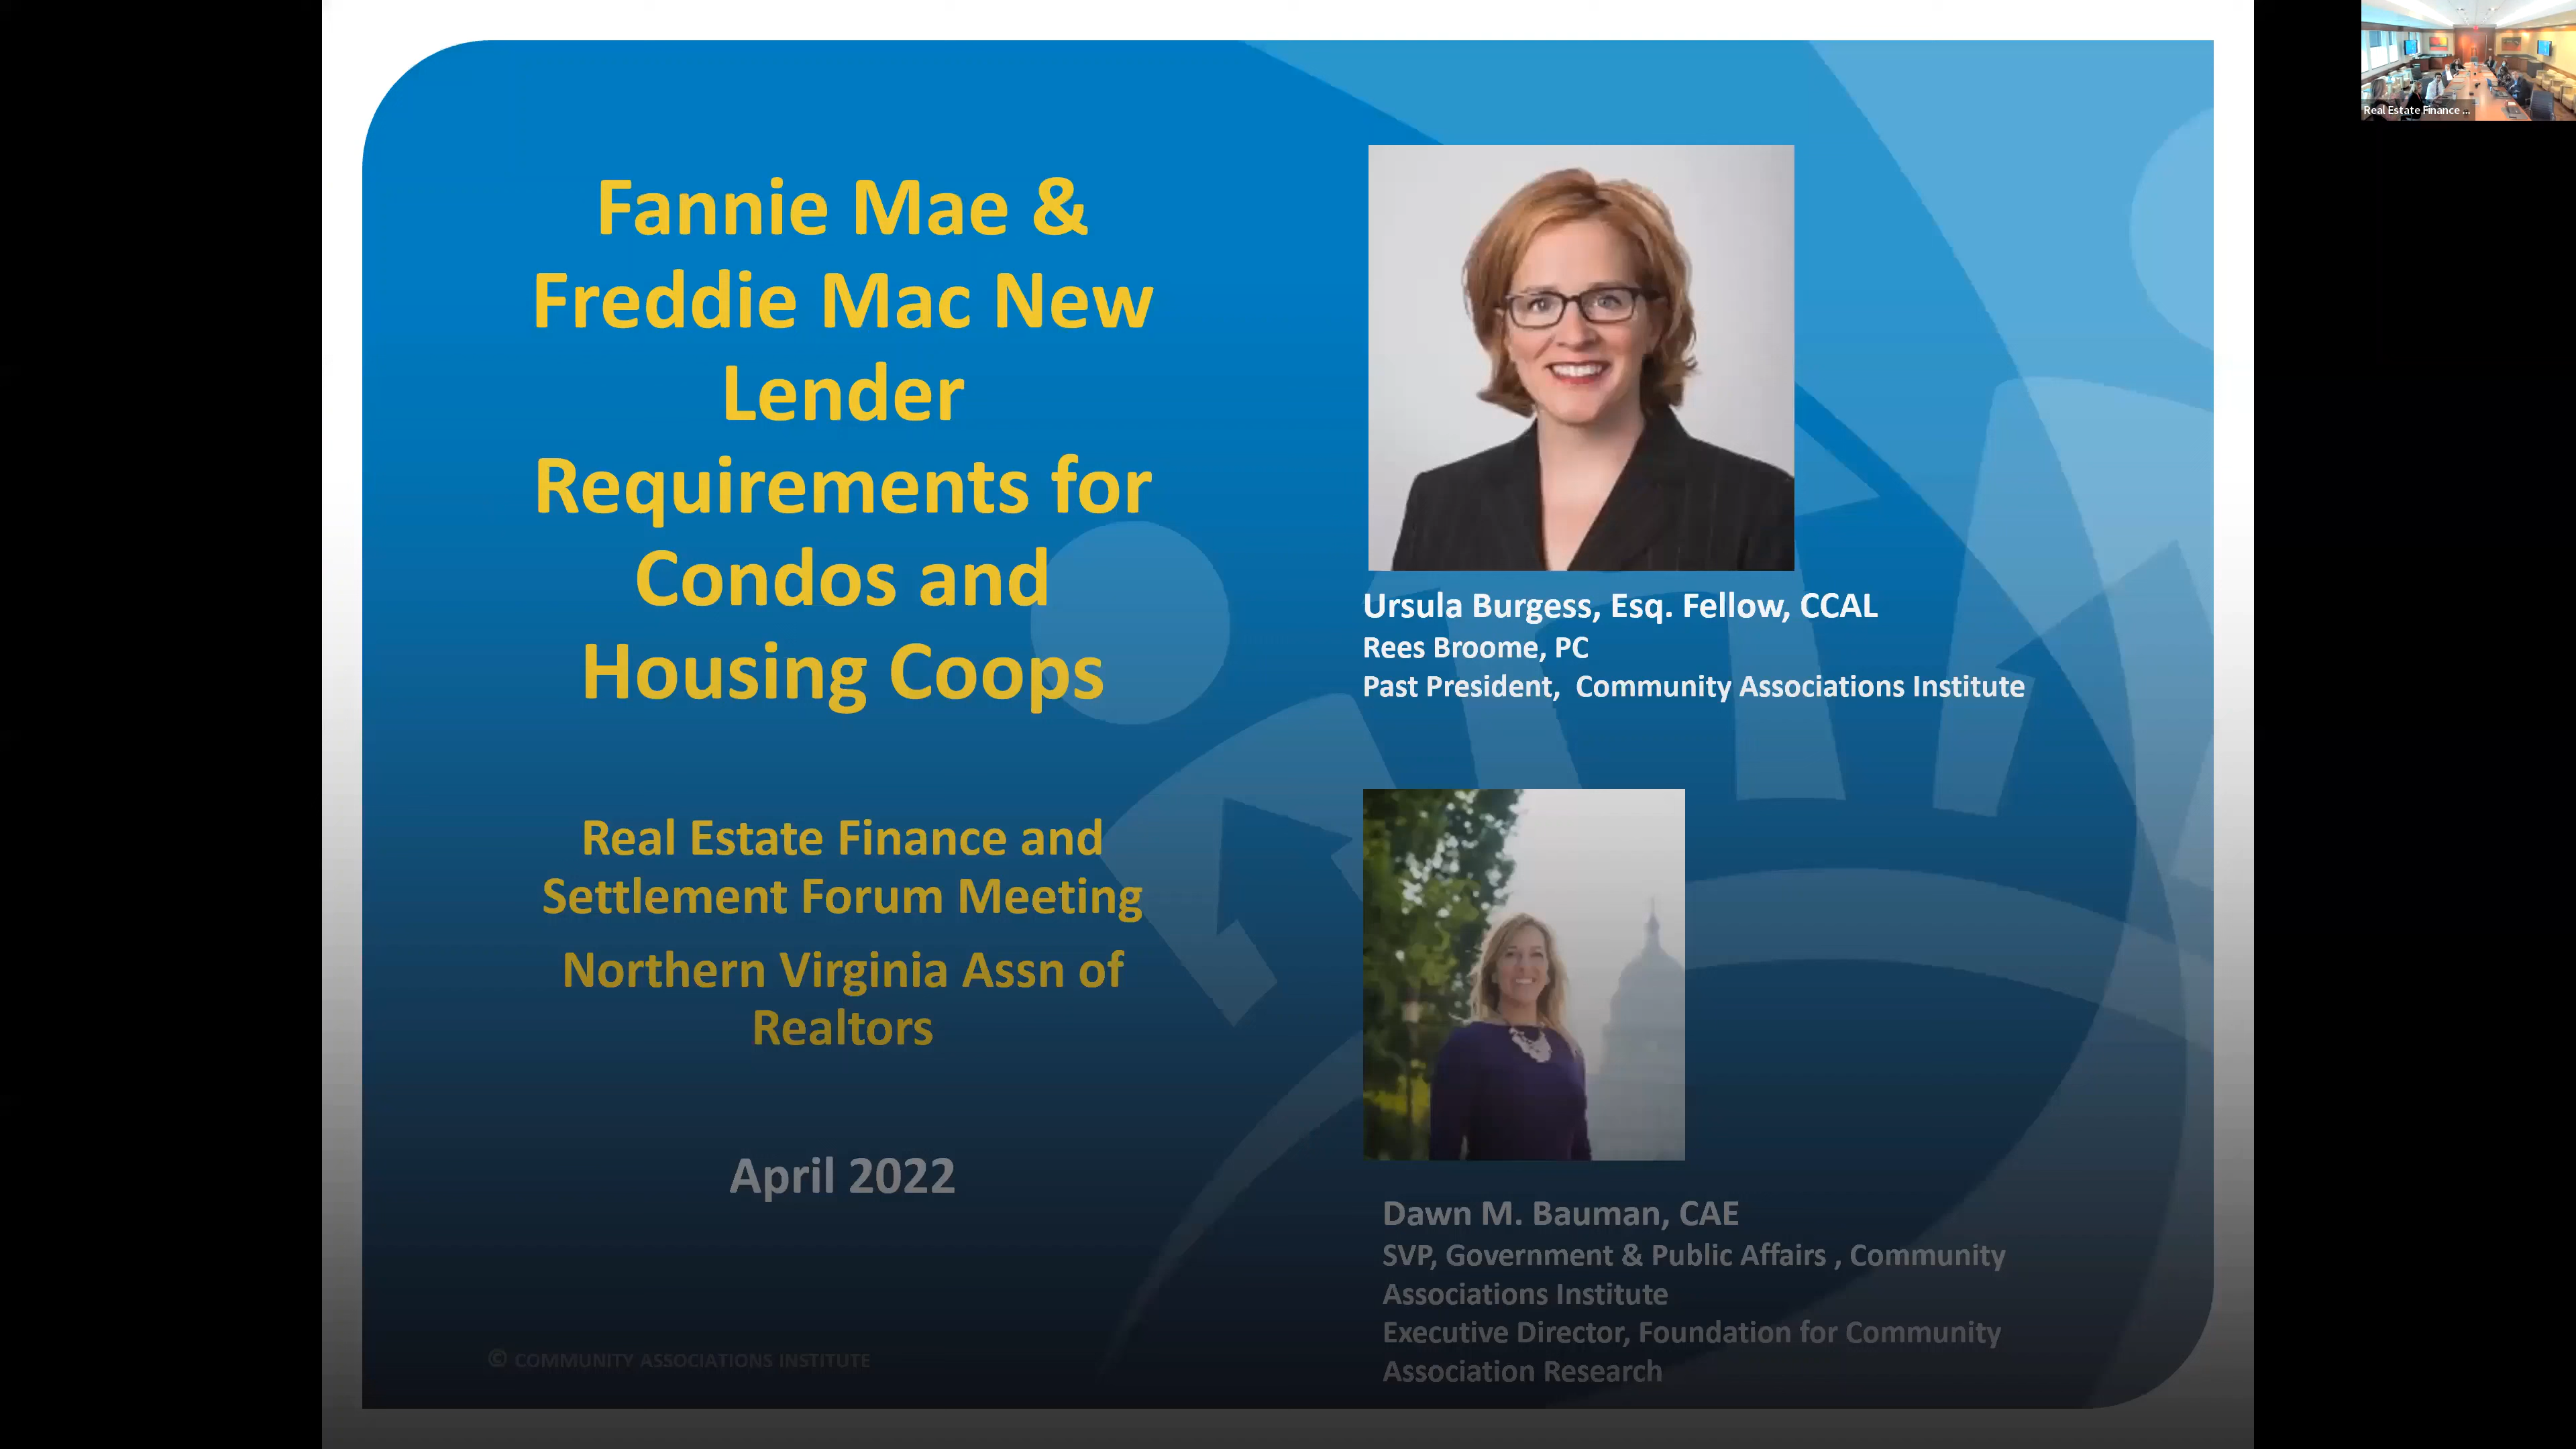 Fannie Mae &
Freddie Mac New
Lender
Requirements for
Condos and
Housing Coops
Real Estate Finance and
Settlement Forum Meeting
Northern Virginia Assn of
Realtors
April 2022
© COMMUNITY ASSOCIATIONS INSTITUTE
Ursula Burgess, Esq. Fellow, CCAL
Rees Broome, PC
Past President,  Community Associations Institute
Dawn M. Bauman, CAE
SVP, Government & Public Affairs , Community
Associations Institute
Executive Director, Foundation for Community
Association Research
Real Estate Finance ...